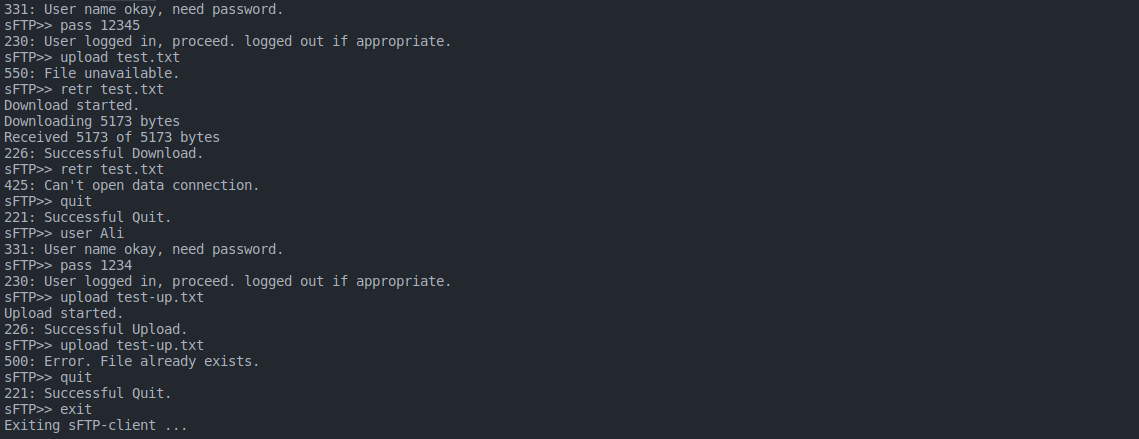 331: User name okay, need password.
sFTP>> pass 12345
230: User logged in, proceed. logged out if appropriate.
sFTP>> upload test.txt
550: File unavailable.
sFTP>> retr test.txt
Download started.
Downloading 5173 bytes
Received 5173 of 5173 bytes
226: Successful Download.
sFTP>> retr test.txt
425: Can't open data connection.
sFTP>> quit
221: Successful Quit.
sFTP>> user Ali
331: User name okay, need password.
sFTP>> pass 1234
230: User logged in, proceed. logged out if appropriate.
sFTP>> upload test-up.txt
Upload started.
226: Successful Upload.
sFTP>> upload test-up.txt
500: Error. File already exists.
sFTP>> quit
221: Successful Quit.
sFTP>> exit
Exiting sFTP-client ...